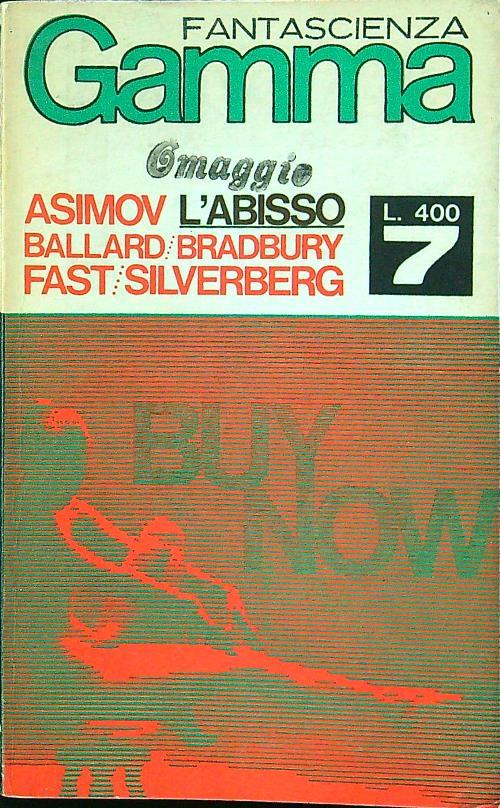 FANTASCIENZA
Gamma
Omaggio
ASIMOV L'ABISSO
BALLARD/BRADBURY
FAST/SILVERBERG
L. 400
7
BUY
NOW